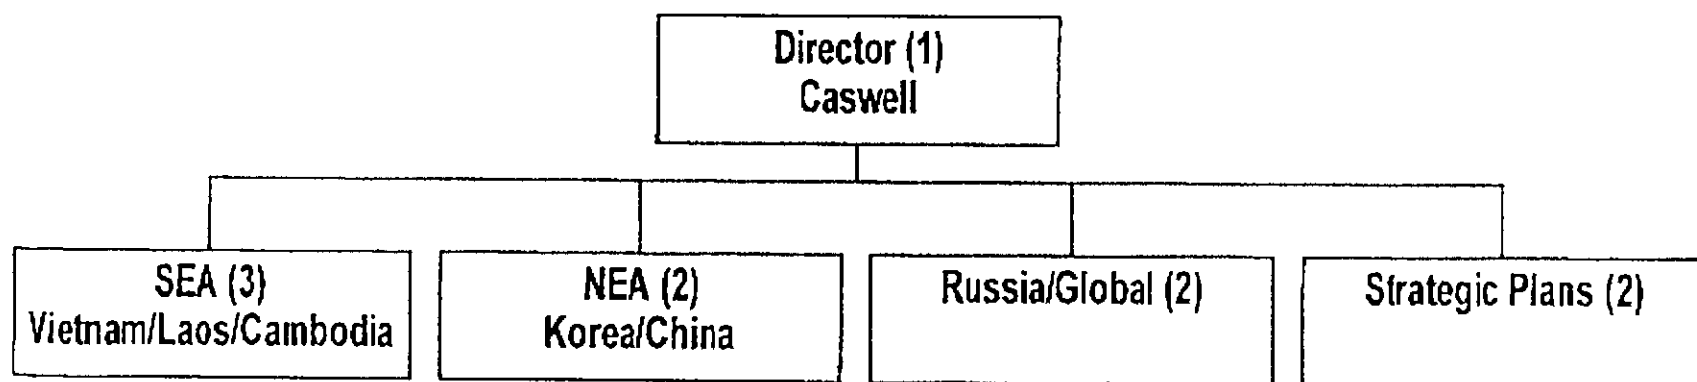 Director (1)
Caswell
SEA (3)
Vietnam/Laos/Cambodia
NEA (2)
Korea/China
Russia/Global (2)
Strategic Plans (2)